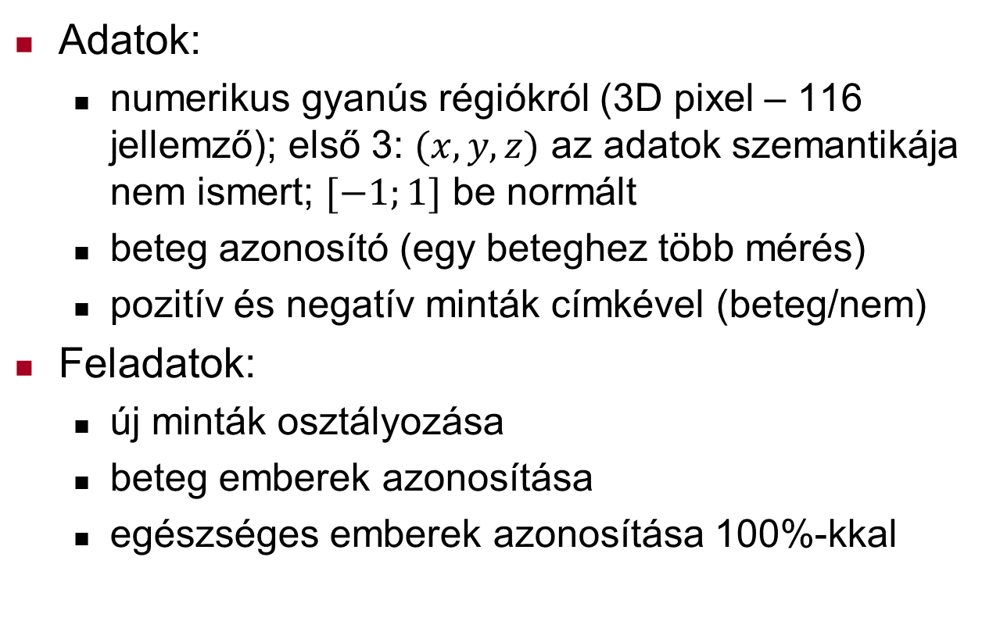 Adatok:
numerikus gyanús régiókról (3D pixel – 116
jellemző); első 3: (x, y, z) az adatok szemantikája
nem ismert; [−1; 1] be normált
beteg azonosító (egy beteghez több mérés)
pozitív és negatív minták címkével (beteg/nem)
Feladatok:
új minták osztályozása
beteg emberek azonosítása
egészséges emberek azonosítása 100%-kkal